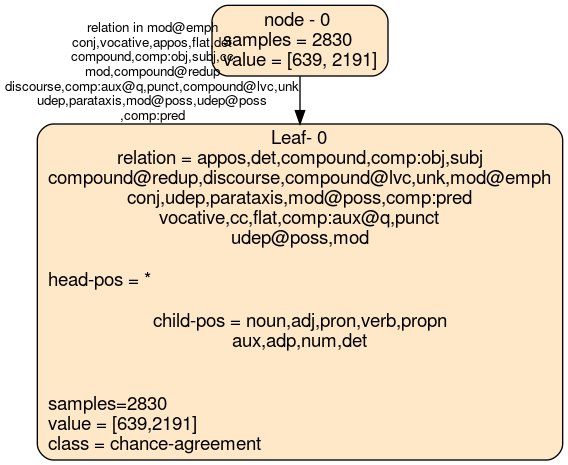 node - 0
samples = 2830
value = [639, 2191]
relation in mod@emph
conj,vocative,appos,flat,det
compound,comp:obj,subj,cc
mod,compound@redup
discourse,comp:aux@q,punct,compound@lvc,unk
udep,parataxis,mod@poss,udep@poss
,comp:pred
Leaf- 0
relation = appos,det,compound,comp:obj,subj
compound@redup,discourse,compound@lvc,unk,mod@emph
conj,udep,parataxis,mod@poss,comp:pred
vocative,cc,flat,comp:aux@q,punct
udep@poss,mod
head-pos = *
child-pos = noun,adj,pron,verb,propn
aux,adp,num,det
samples=2830
value = [639,2191]
class = chance-agreement